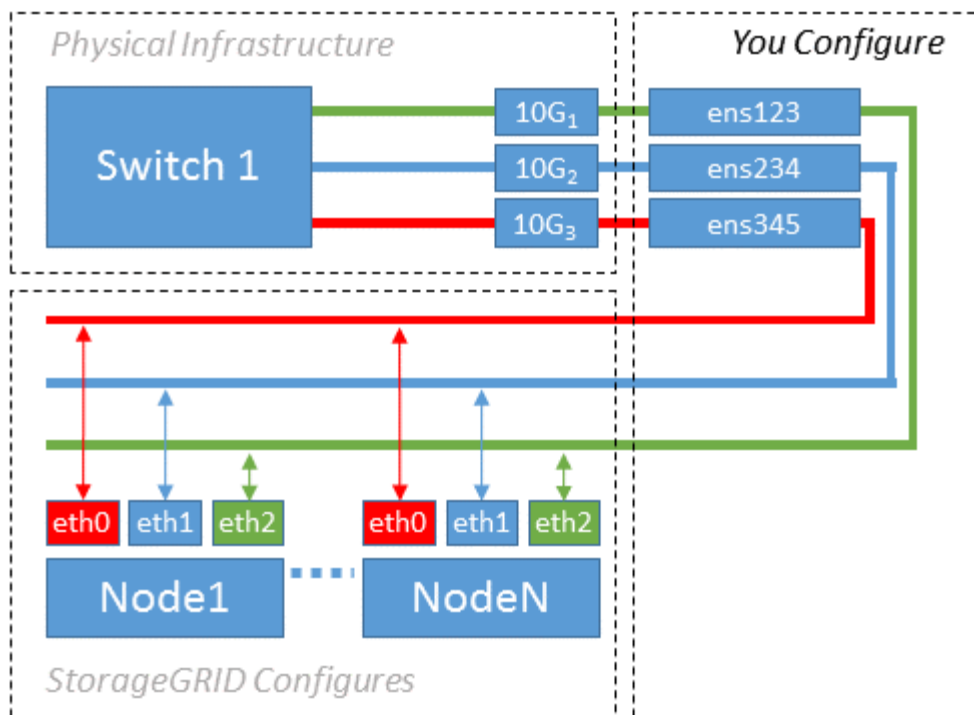 Physical Infrastructure
You Configure
Switch 1
10G₁
ens123
10G₂
ens234
10G₃
ens345
eth0
eth1
eth2
eth0
eth1
eth2
Node1
NodeN
StorageGRID Configures